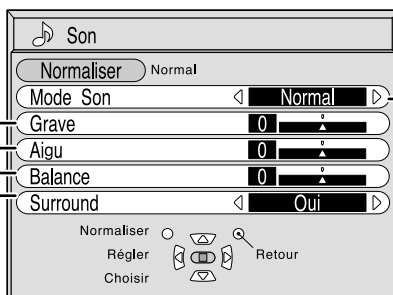 Son
Normaliser Normal
Mode Son Normal
Grave 0
Aigu 0
Balance 0
Surround Oui
Normaliser
Régler Retour
Choisir